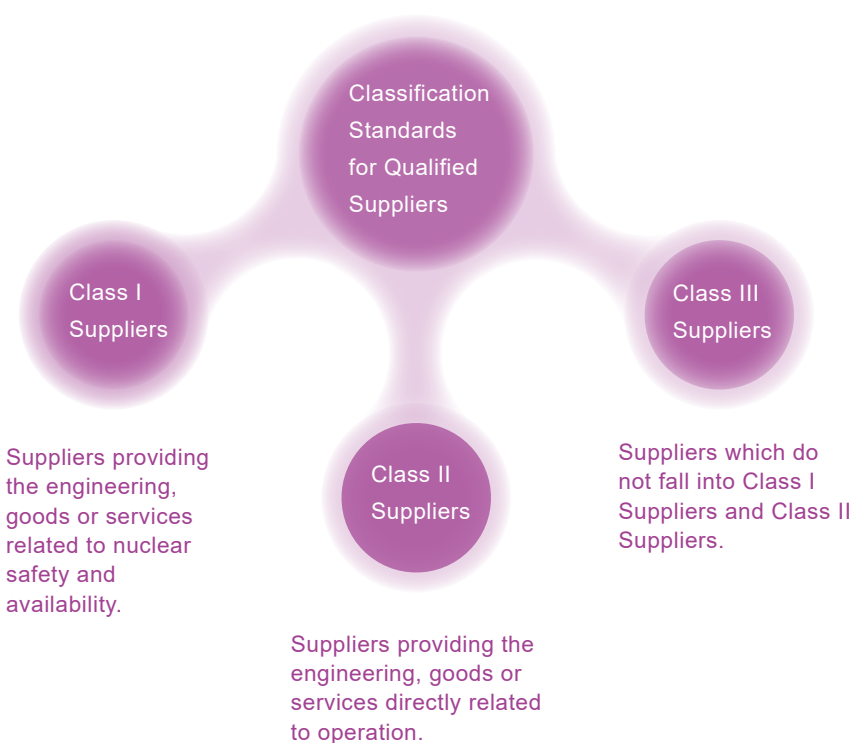 Classification
Standards
for Qualified
Suppliers
Class I
Suppliers
Suppliers providing
the engineering,
goods or services
related to nuclear
safety and
availability.
Class II
Suppliers
Suppliers providing the
engineering, goods or
services directly related
to operation.
Class III
Suppliers
Suppliers which do
not fall into Class I
Suppliers and Class II
Suppliers.